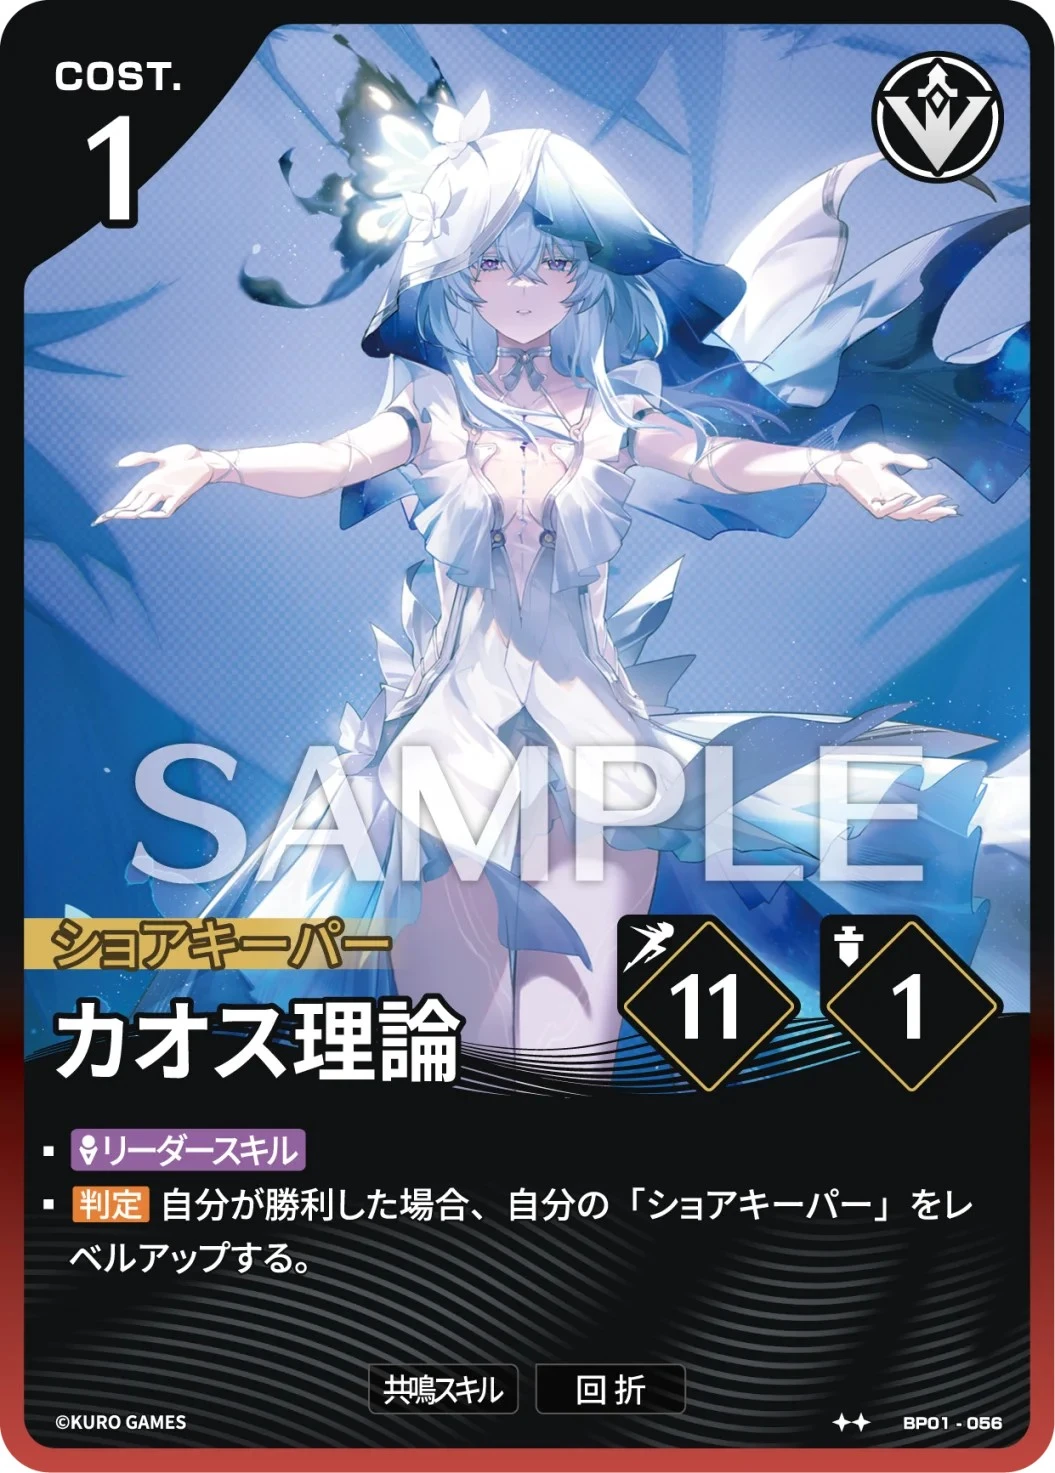 COST.
1
SAMPLE
ショアキーパー
カオス理論
11
1
▪ リーダースキル
▪ 判定 自分が勝利した場合、自分の「ショアキーパー」をレ
ベルアップする。
共鳴スキル
回折
©KURO GAMES
BP01 - 056